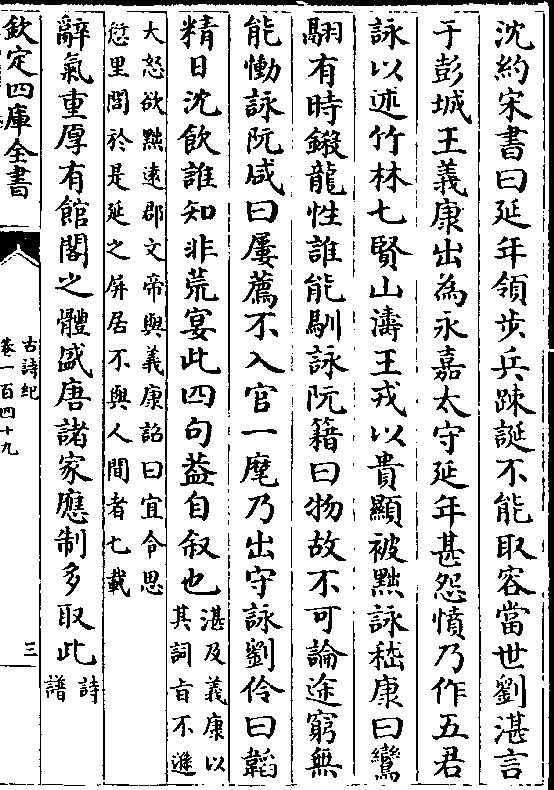 沈約宋書曰延年領步兵踈誕不能取容當世劉湛言
于彭城王義康出為永嘉太守延年甚怨憤乃作五君
詠以述竹林七賢山濤王戎以貴顯被黜詠嵇康曰鸞
翮有時鎩龍性誰能馴詠阮籍曰物故不可論途窮無
能慟詠阮咸曰屢薦不入官一麾乃出守詠劉伶曰韜
精日沈飲誰知非荒宴此四句葢自叙也
湛及義康以
其詞旨不遜
大怒欲黜逺郡文帝與義康詔曰宜令思
愆里閭於是延之屏居不與人間者七載
辭氣重厚有館閣之體盛唐諸家應制多取此
詩
譜
欽定四庫全書
古詩紀
卷一百四十九
三